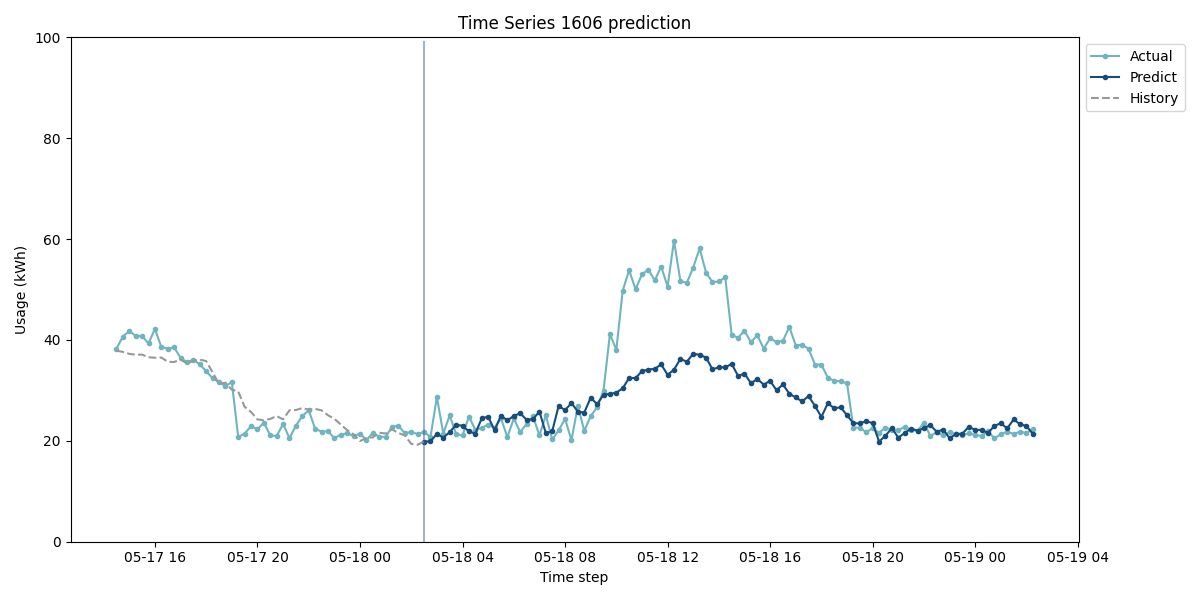 Time Series 1606 prediction
100
80
60
40
20
0
Usage (kWh)
05-17 16
05-17 20
05-18 00
05-18 04
05-18 08
05-18 12
05-18 16
05-18 20
05-19 00
05-19 04
Time step
Actual
Predict
History